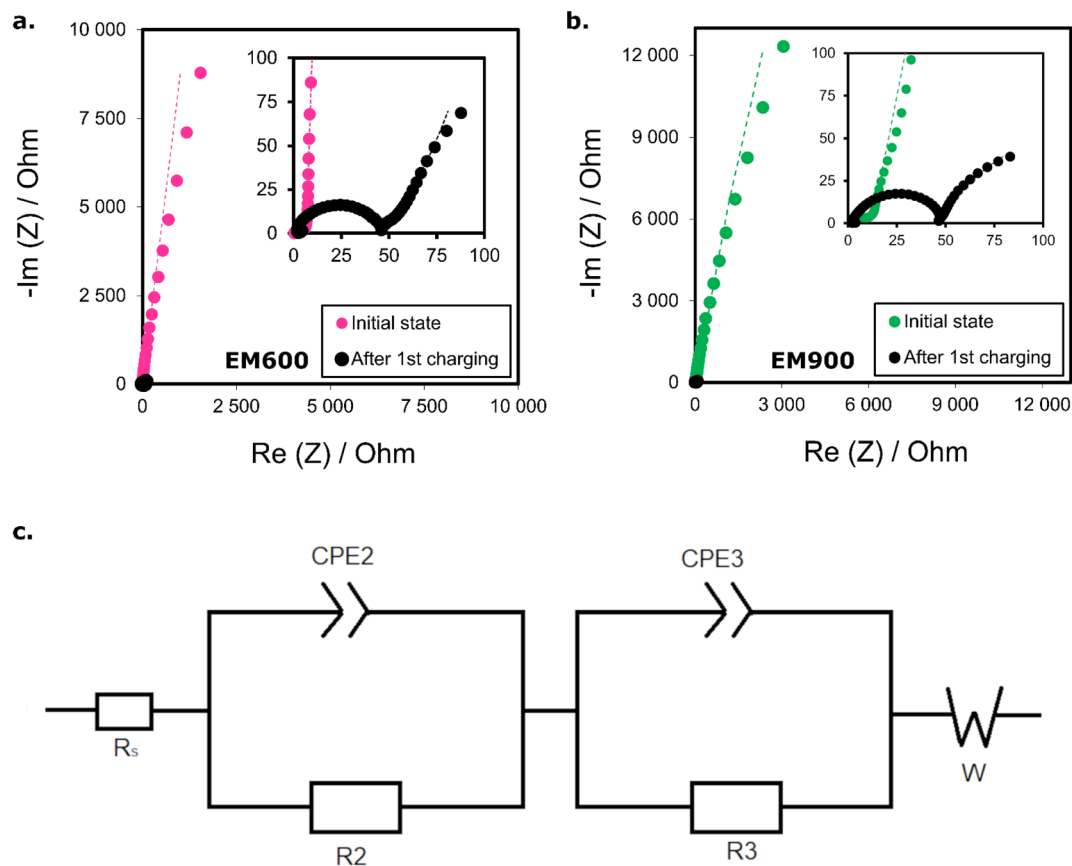 a.
10 000
7 500
5 000
2 500
0
0
2 500
5 000
7 500
10 000
-Im (Z) / Ohm
Re (Z) / Ohm
100
75
50
25
0
0
25
50
75
100
Initial state
After 1st charging
EM600
b.
12 000
9 000
6 000
3 000
0
0
3 000
6 000
9 000
12 000
-Im (Z) / Ohm
Re (Z) / Ohm
100
75
50
25
0
0
25
50
75
100
Initial state
After 1st charging
EM900
c.
CPE2
CPE3
Rs
W
R2
R3